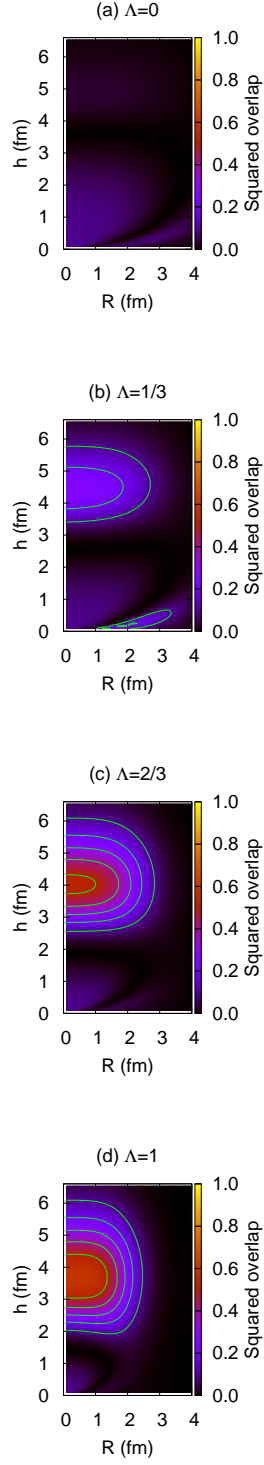 (a) Λ=0
h (fm)
6
5
4
3
2
1
0
0 1 2 3 4
R (fm)
1.0
0.8
0.6
0.4
0.2
0.0
Squared overlap
(b) Λ=1/3
h (fm)
6
5
4
3
2
1
0
0 1 2 3 4
R (fm)
1.0
0.8
0.6
0.4
0.2
0.0
Squared overlap
(c) Λ=2/3
h (fm)
6
5
4
3
2
1
0
0 1 2 3 4
R (fm)
1.0
0.8
0.6
0.4
0.2
0.0
Squared overlap
(d) Λ=1
h (fm)
6
5
4
3
2
1
0
0 1 2 3 4
R (fm)
1.0
0.8
0.6
0.4
0.2
0.0
Squared overlap